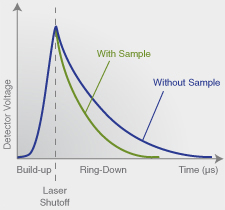 With Sample
Without Sample
Detector Voltage
Build-up
Ring-Down
Time (µs)
Laser
Shutoff